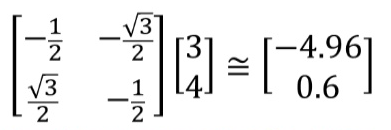 [−1/2 −√3/2; √3/2 −1/2] [3; 4] ≅ [−4.96; 0.6]